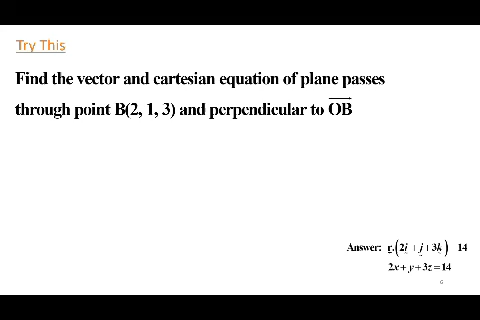 Try This
Find the vector and cartesian equation of plane passes
through point B(2, 1, 3) and perpendicular to OB
Answer: r.(2i + j + 3k) 14
2x + y + 3z = 14
6